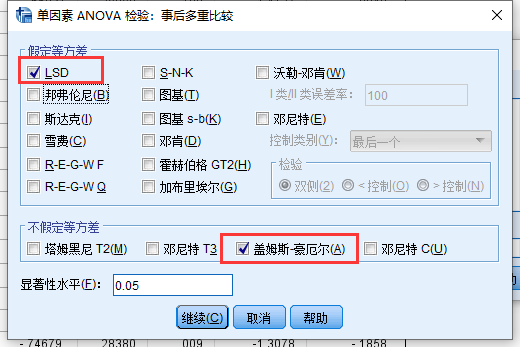 单因素 ANOVA 检验：事后多重比较
假定等方差
LSD S-N-K 沃勒-邓肯(W)
邦弗伦尼(B) 图基(T) I 类/II 类误差率： 100
斯达克(I) 图基 s-b(K) 邓尼特(E)
雪费(C) 邓肯(D) 控制类别(Y)： 最后一个
R-E-G-W F 霍赫伯格 GT2(H) 检验
R-E-G-W Q 加布里埃尔(G) 双侧(2) < 控制(O) > 控制(N)
不假定等方差
塔姆黑尼 T2(M) 邓尼特 T3 盖姆斯-豪厄尔(A) 邓尼特 C(U)
显著性水平(F)： 0.05
继续(C) 取消 帮助
-.74679 .28380 .009 -1.3078 -.1858